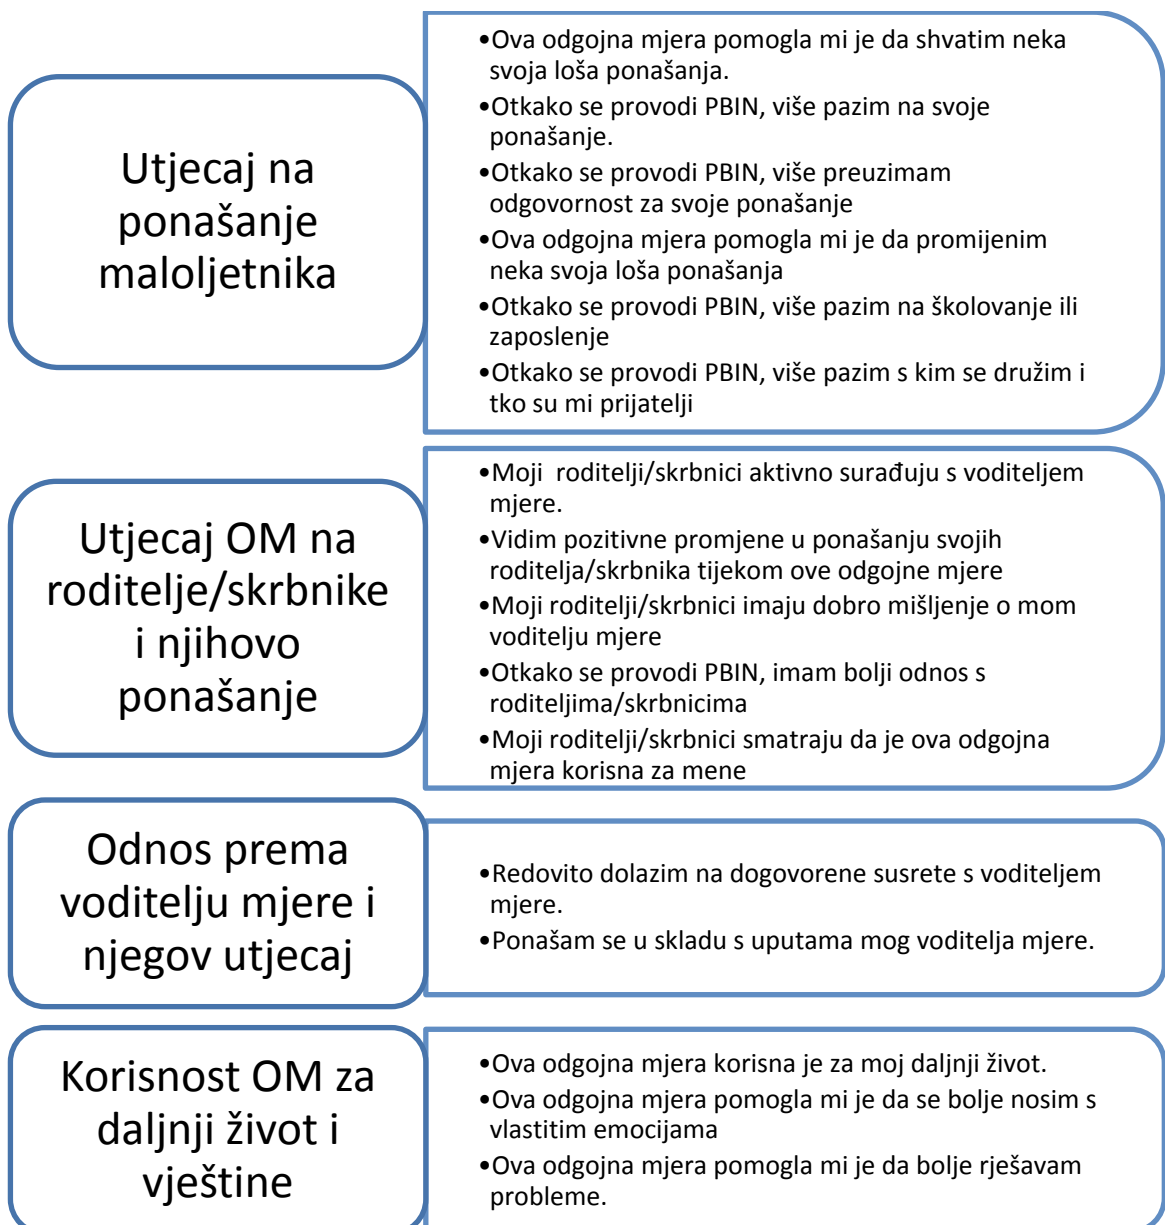 Utjecaj na
ponašanje
maloljetnika
•Ova odgojna mjera pomogla mi je da shvatim neka
svoja loša ponašanja.
•Otkako se provodi PBIN, više pazim na svoje
ponašanje.
•Otkako se provodi PBIN, više preuzimam
odgovornost za svoje ponašanje
•Ova odgojna mjera pomogla mi je da promijenim
neka svoja loša ponašanja
•Otkako se provodi PBIN, više pazim na školovanje ili
zaposlenje
•Otkako se provodi PBIN, više pazim s kim se družim i
tko su mi prijatelji
Utjecaj OM na
roditelje/skrbnike
i njihovo
ponašanje
•Moji  roditelji/skrbnici aktivno surađuju s voditeljem
mjere.
•Vidim pozitivne promjene u ponašanju svojih
roditelja/skrbnika tijekom ove odgojne mjere
•Moji roditelji/skrbnici imaju dobro mišljenje o mom
voditelju mjere
•Otkako se provodi PBIN, imam bolji odnos s
roditeljima/skrbnicima
•Moji roditelji/skrbnici smatraju da je ova odgojna
mjera korisna za mene
Odnos prema
voditelju mjere i
njegov utjecaj
•Redovito dolazim na dogovorene susrete s voditeljem
mjere.
•Ponašam se u skladu s uputama mog voditelja mjere.
Korisnost OM za
daljnji život i
vještine
•Ova odgojna mjera korisna je za moj daljnji život.
•Ova odgojna mjera pomogla mi je da se bolje nosim s
vlastitim emocijama
•Ova odgojna mjera pomogla mi je da bolje rješavam
probleme.